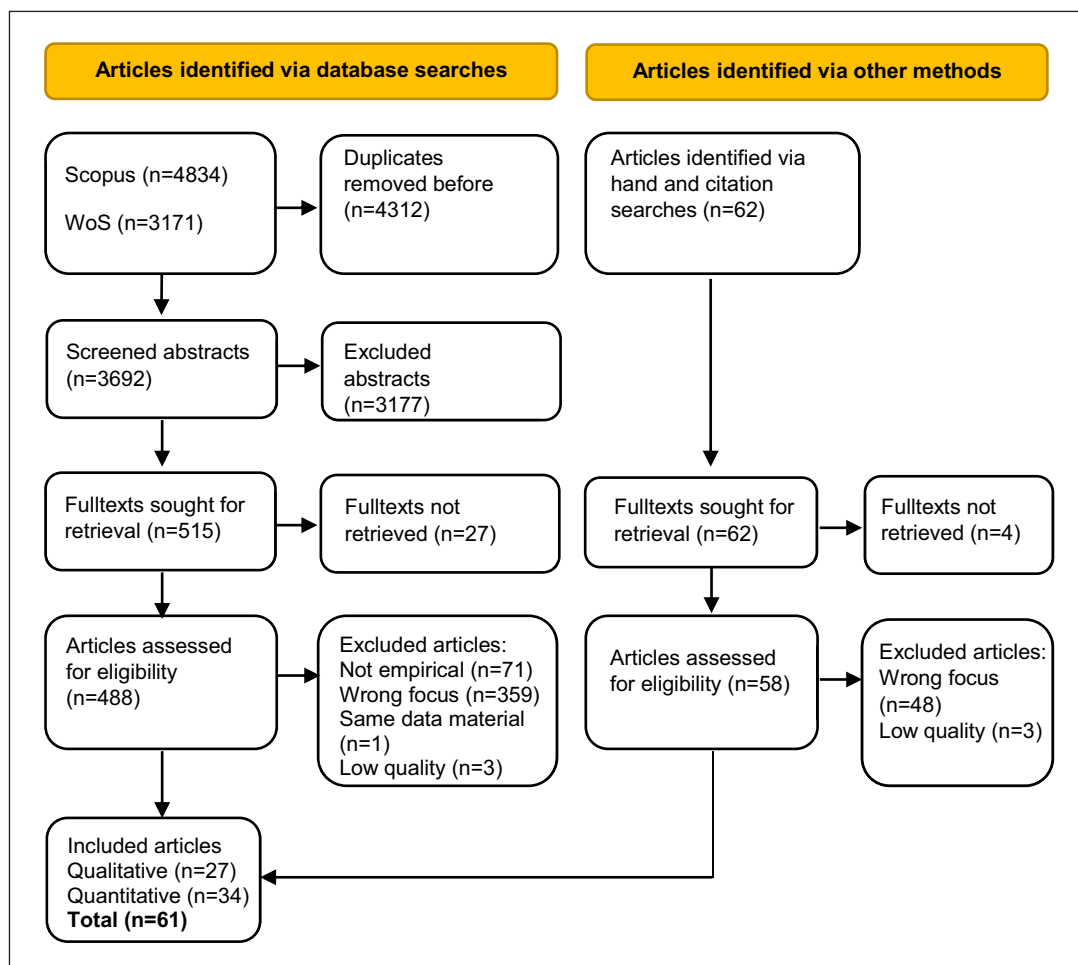 Articles identified via database searches
Articles identified via other methods
Scopus (n=4834)
WoS (n=3171)
Duplicates
removed before
(n=4312)
Articles identified via
hand and citation
searches (n=62)
Screened abstracts
(n=3692)
Excluded
abstracts
(n=3177)
Fulltexts sought for
retrieval (n=515)
Fulltexts not
retrieved (n=27)
Fulltexts sought for
retrieval (n=62)
Fulltexts not
retrieved (n=4)
Articles assessed
for eligibility
(n=488)
Excluded articles:
Not empirical (n=71)
Wrong focus (n=359)
Same data material
(n=1)
Low quality (n=3)
Articles assessed
for eligibility (n=58)
Excluded articles:
Wrong focus
(n=48)
Low quality (n=3)
Included articles
Qualitative (n=27)
Quantitative (n=34)
Total (n=61)